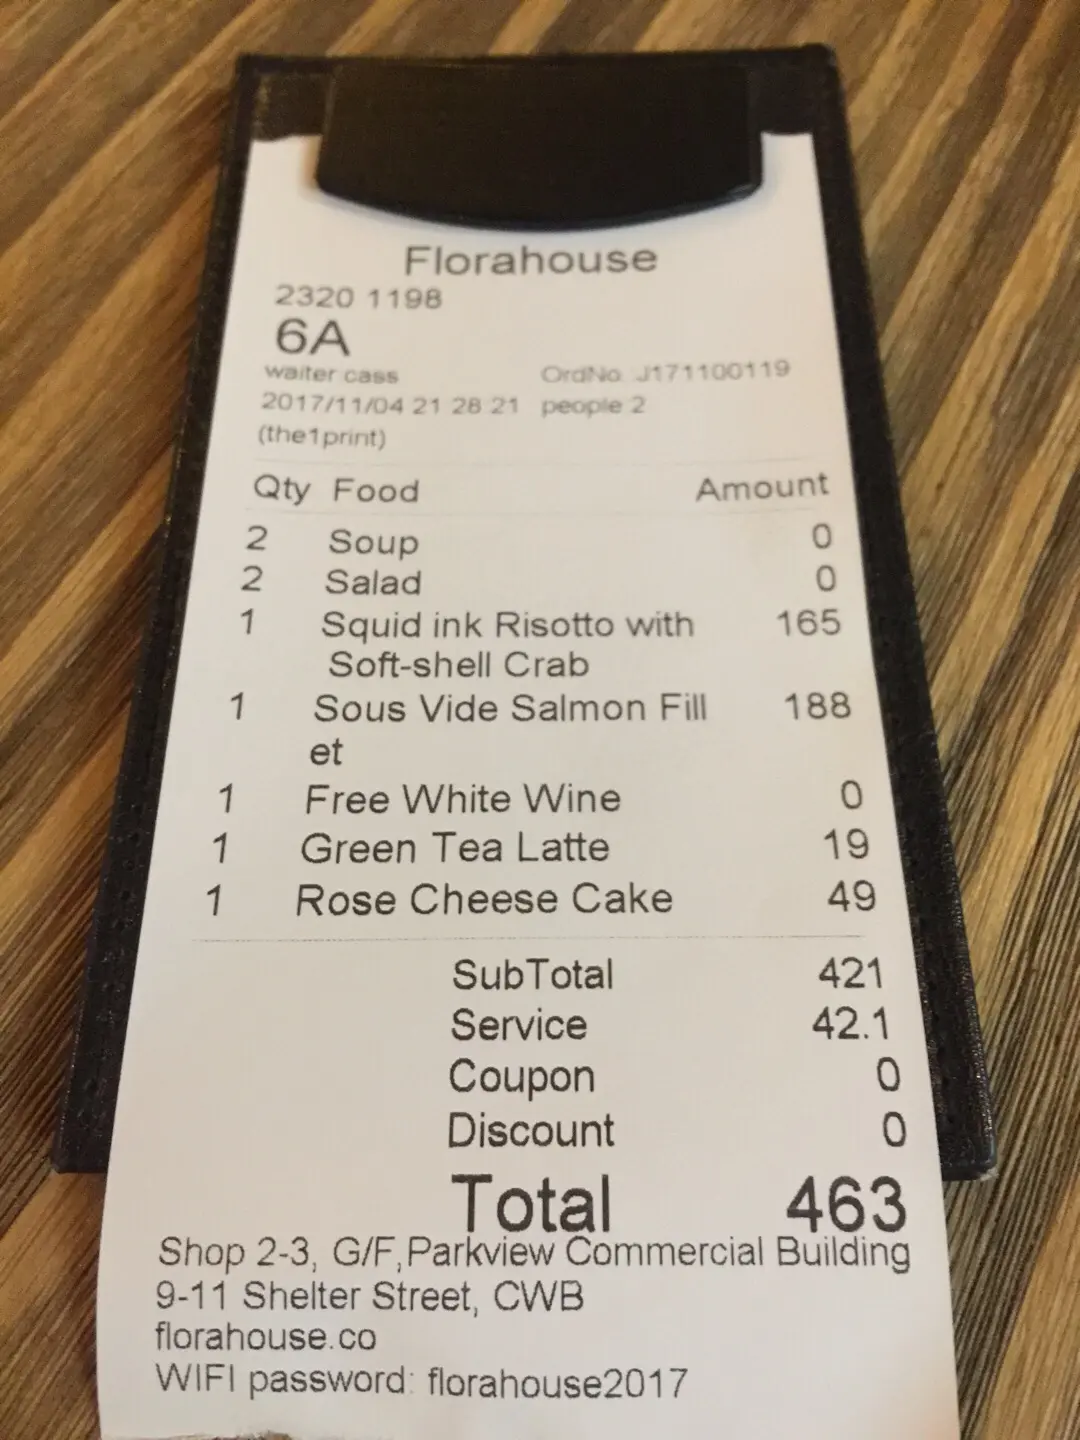 Florahouse
2320 1198
6A
waiter cass OrdNo. J171100119
2017/11/04 21 28 21 people 2
(the1print)
Qty Food Amount
2 Soup 0
2 Salad 0
1 Squid ink Risotto with 165
Soft-shell Crab
1 Sous Vide Salmon Fill 188
et
1 Free White Wine 0
1 Green Tea Latte 19
1 Rose Cheese Cake 49
SubTotal 421
Service 42.1
Coupon 0
Discount 0
Total 463
Shop 2-3, G/F,Parkview Commercial Building
9-11 Shelter Street, CWB
florahouse.co
WIFI password: florahouse2017